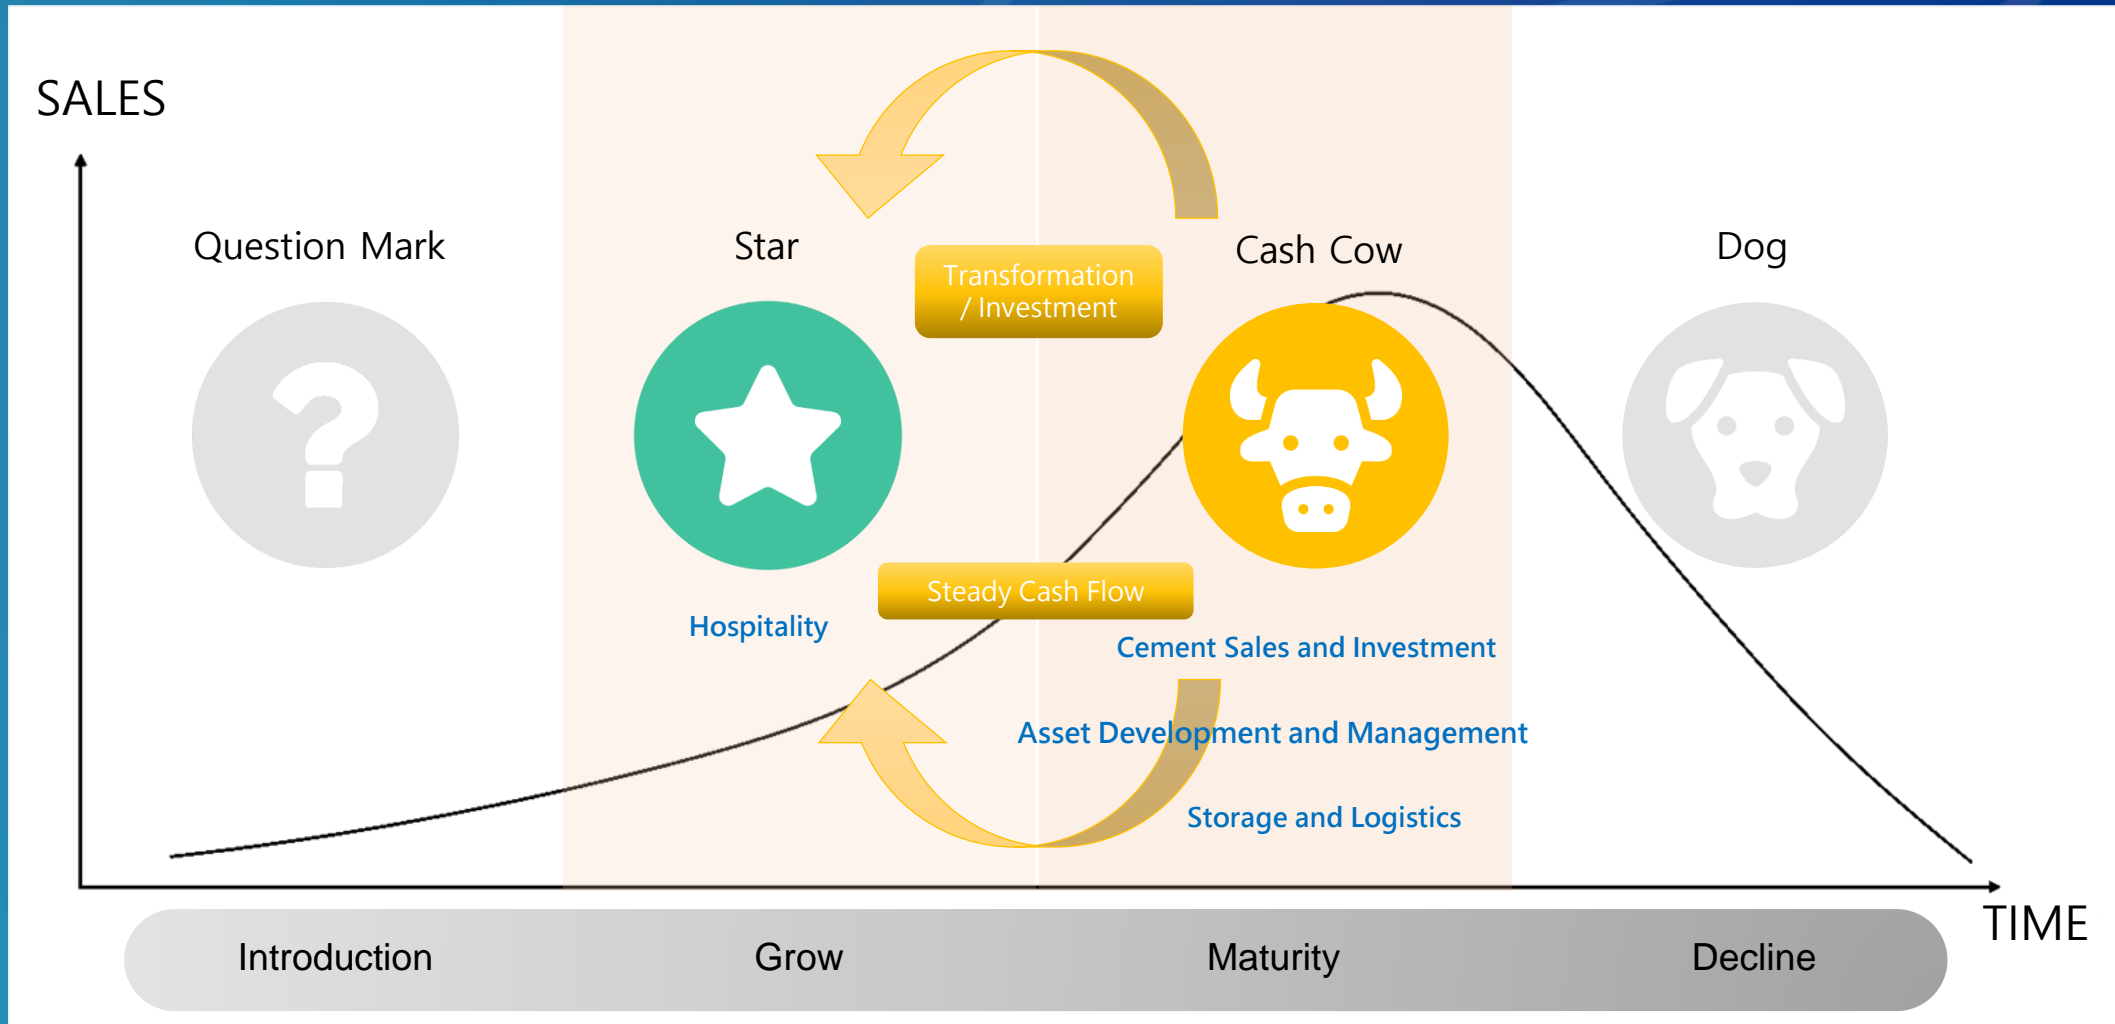 SALES
Question Mark
Star
Transformation
/ Investment
Cash Cow
Dog
Steady Cash Flow
Hospitality
Cement Sales and Investment
Asset Development and Management
Storage and Logistics
TIME
Introduction
Grow
Maturity
Decline